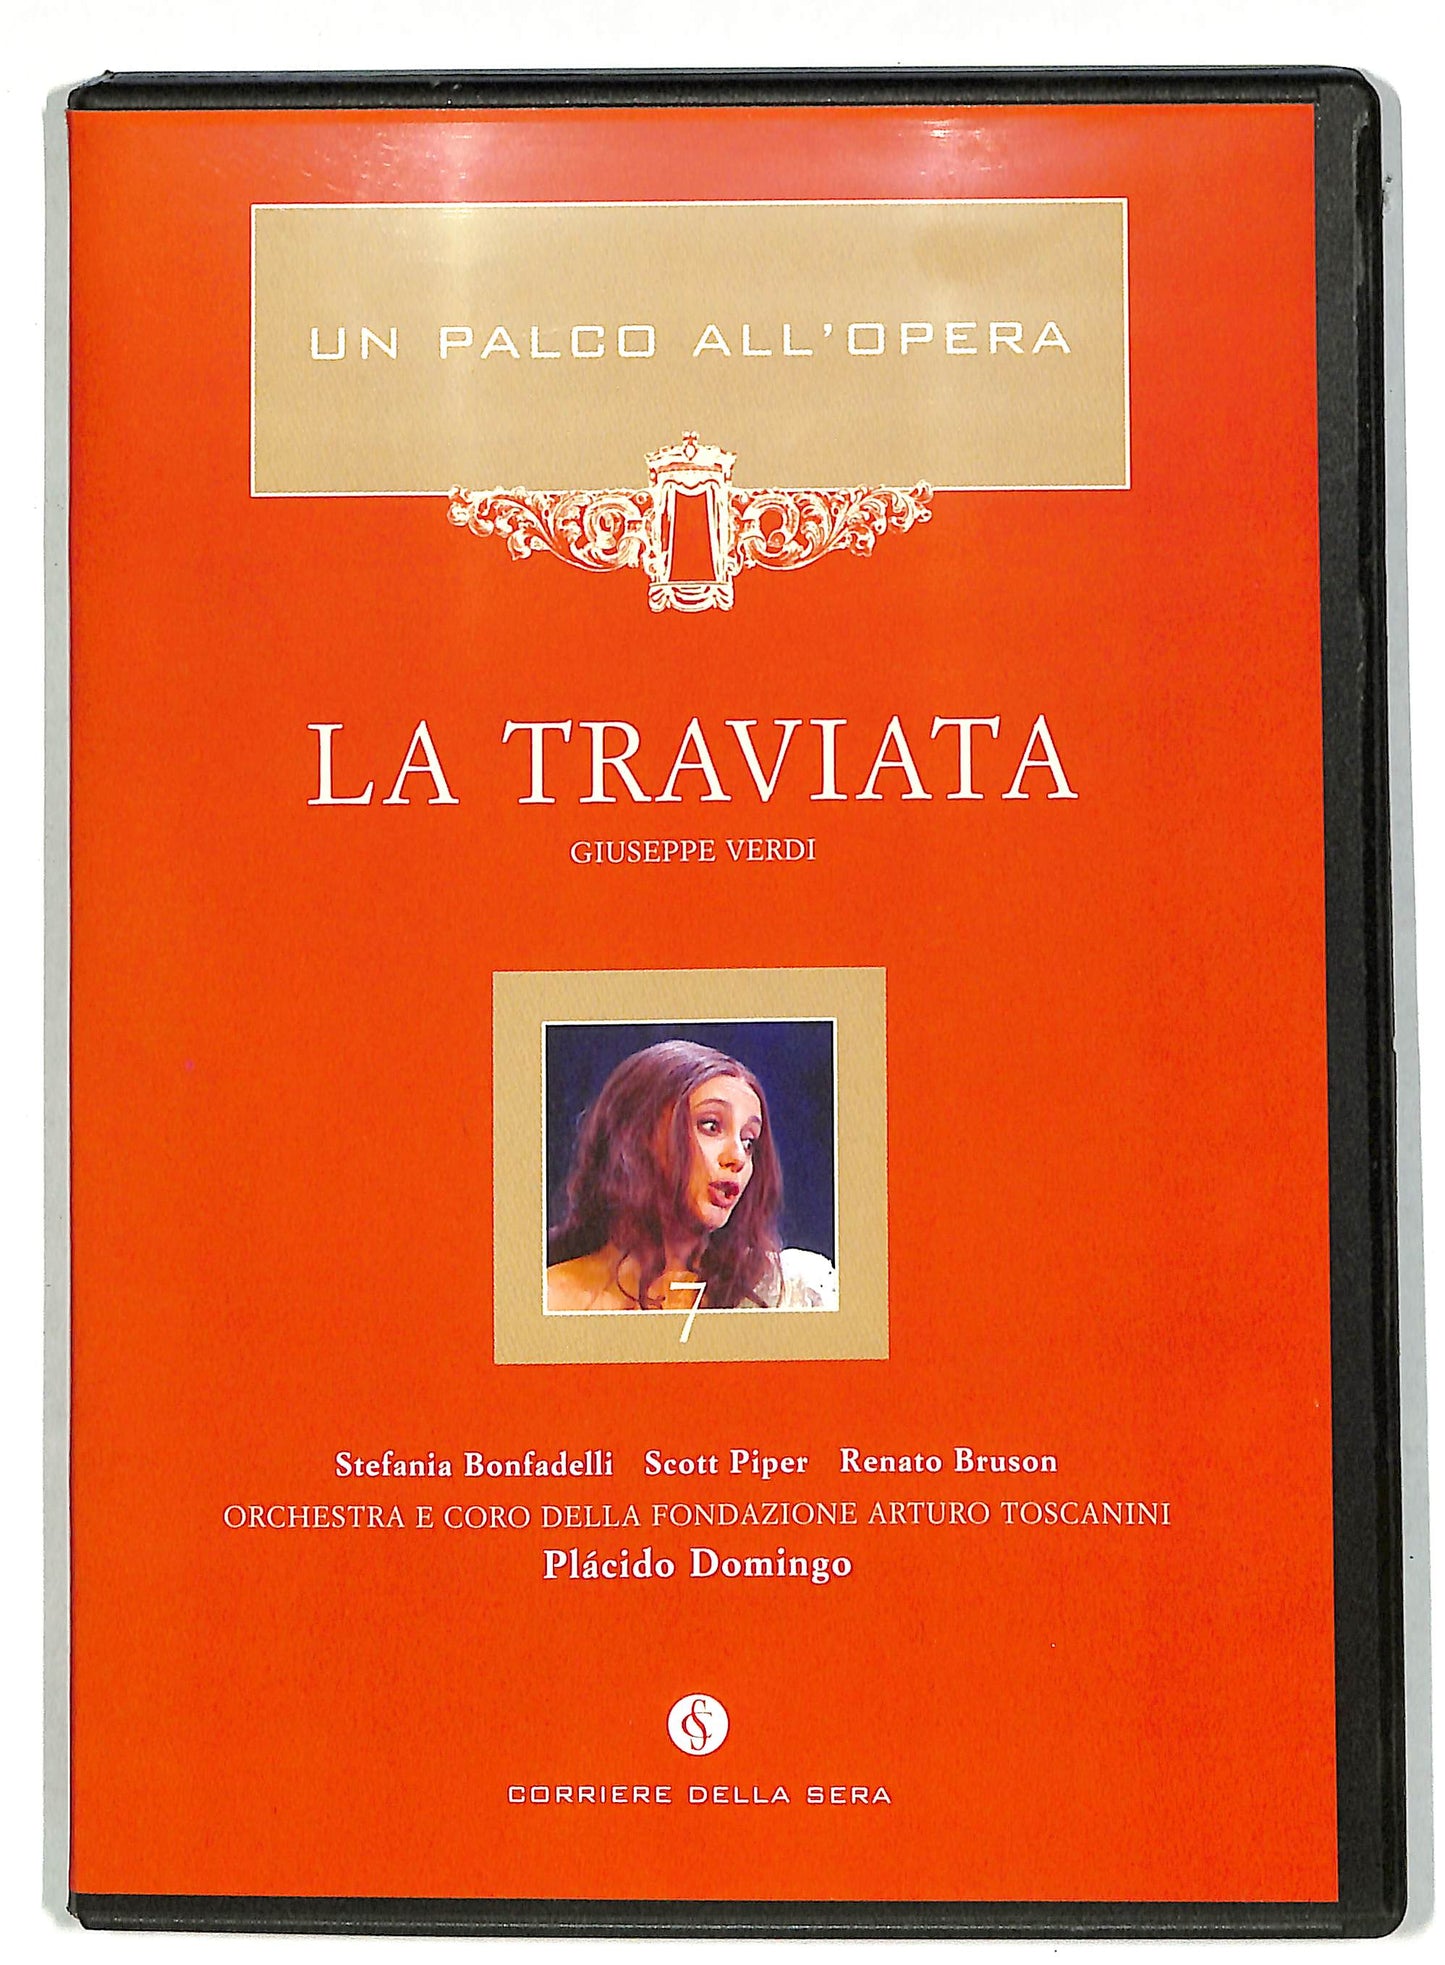 UN PALCO ALL'OPERA
LA TRAVIATA
GIUSEPPE VERDI
7
Stefania Bonfadelli Scott Piper Renato Bruson
ORCHESTRA E CORO DELLA FONDAZIONE ARTURO TOSCANINI
Plácido Domingo
CORRIERE DELLA SERA